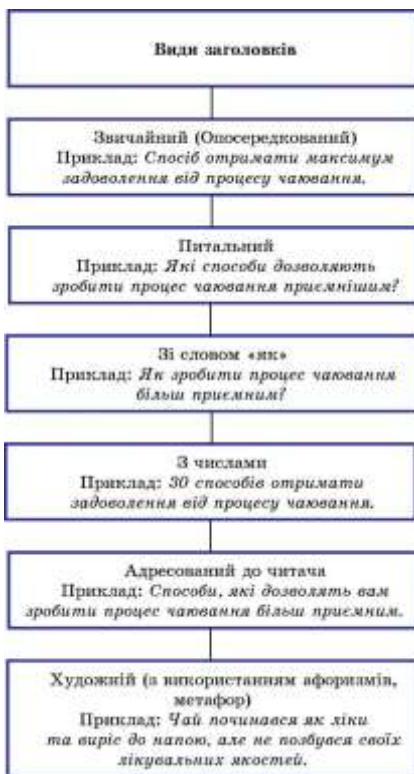 Види заголовків
Звичайний (Опосередкований)
Приклад: Спосіб отримати максимум
задоволення від процесу чаювання.
Питальний
Приклад: Які способи дозволяють
зробити процес чаювання приємнішим?
Зі словом «як»
Приклад: Як зробити процес чаювання
більш приємним?
З числами
Приклад: 30 способів отримати
задоволення від процесу чаювання.
Адресований до читача
Приклад: Способи, які дозволять вам
зробити процес чаювання більш приємним.
Художній (з використанням афоризмів,
метафор)
Приклад: Чай починався як ліки
та виріс до напою, але не позбувся своїх
лікувальних якостей.